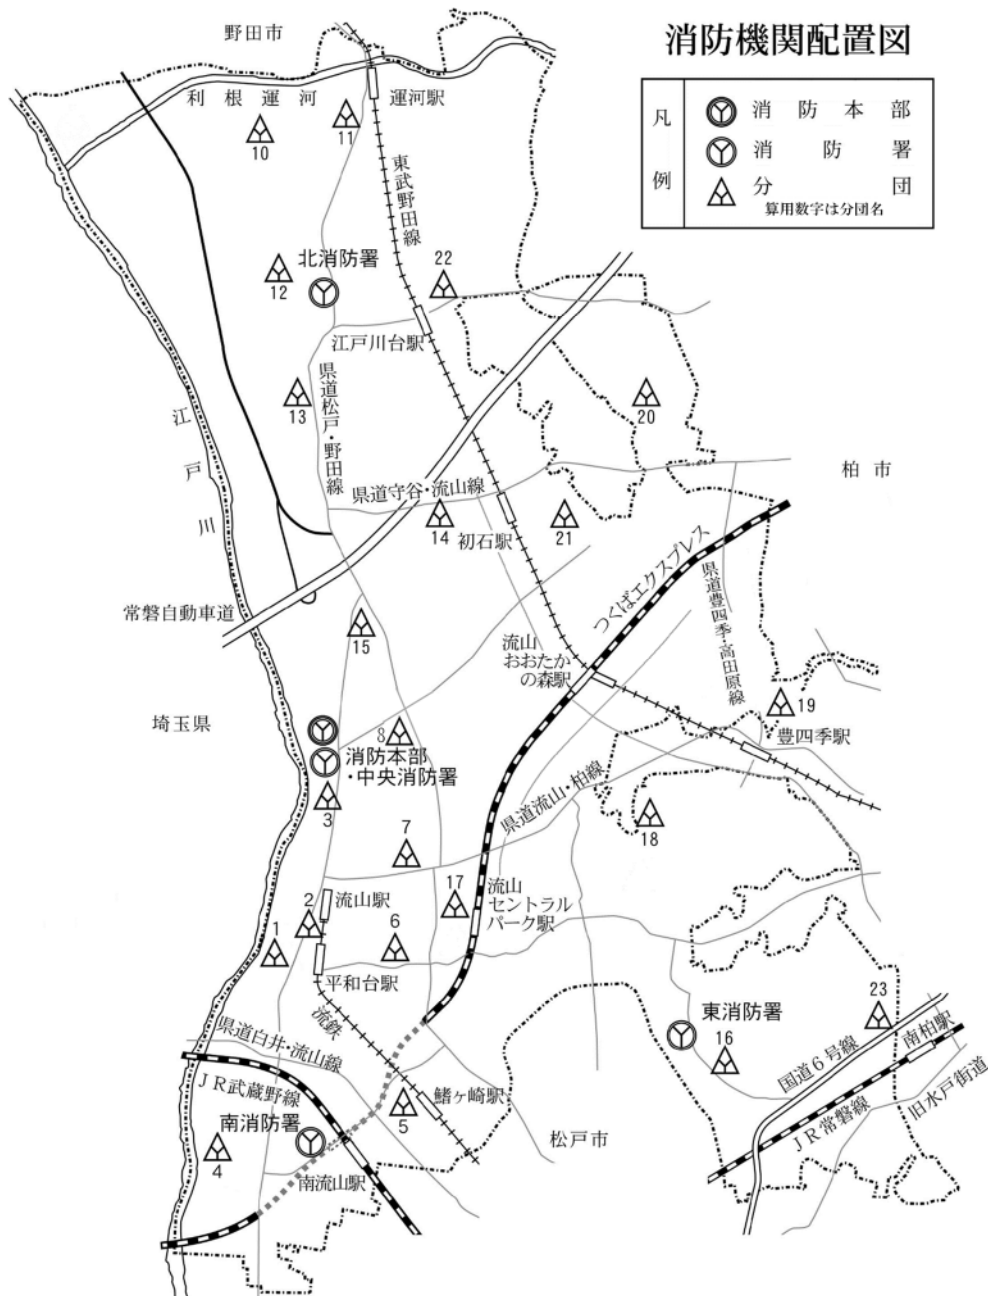 消防機関配置図
凡例
消防本部
消防署
分団
算用数字は分団名
野田市
利根運河
運河駅
11
10
東武野田線
北消防署
22
12
江戸川台駅
県道松戸・野田線
13
20
江戸川
柏市
県道守谷・流山線
14
初石駅
21
つくばエクスプレス
県道豊四季・高田原線
常磐自動車道
15
流山
おおたか
の森駅
19
埼玉県
8
豊四季駅
消防本部
・中央消防署
3
県道流山・柏線
18
7
17
流山
セントラル
パーク駅
流山駅
2
1
6
平和台駅
流鉄
東消防署
23
16
国道6号線
南柏駅
旧水戸街道
JR常磐線
県道白井・流山線
JR武蔵野線
鰭ヶ崎駅
5
南消防署
松戸市
4
南流山駅